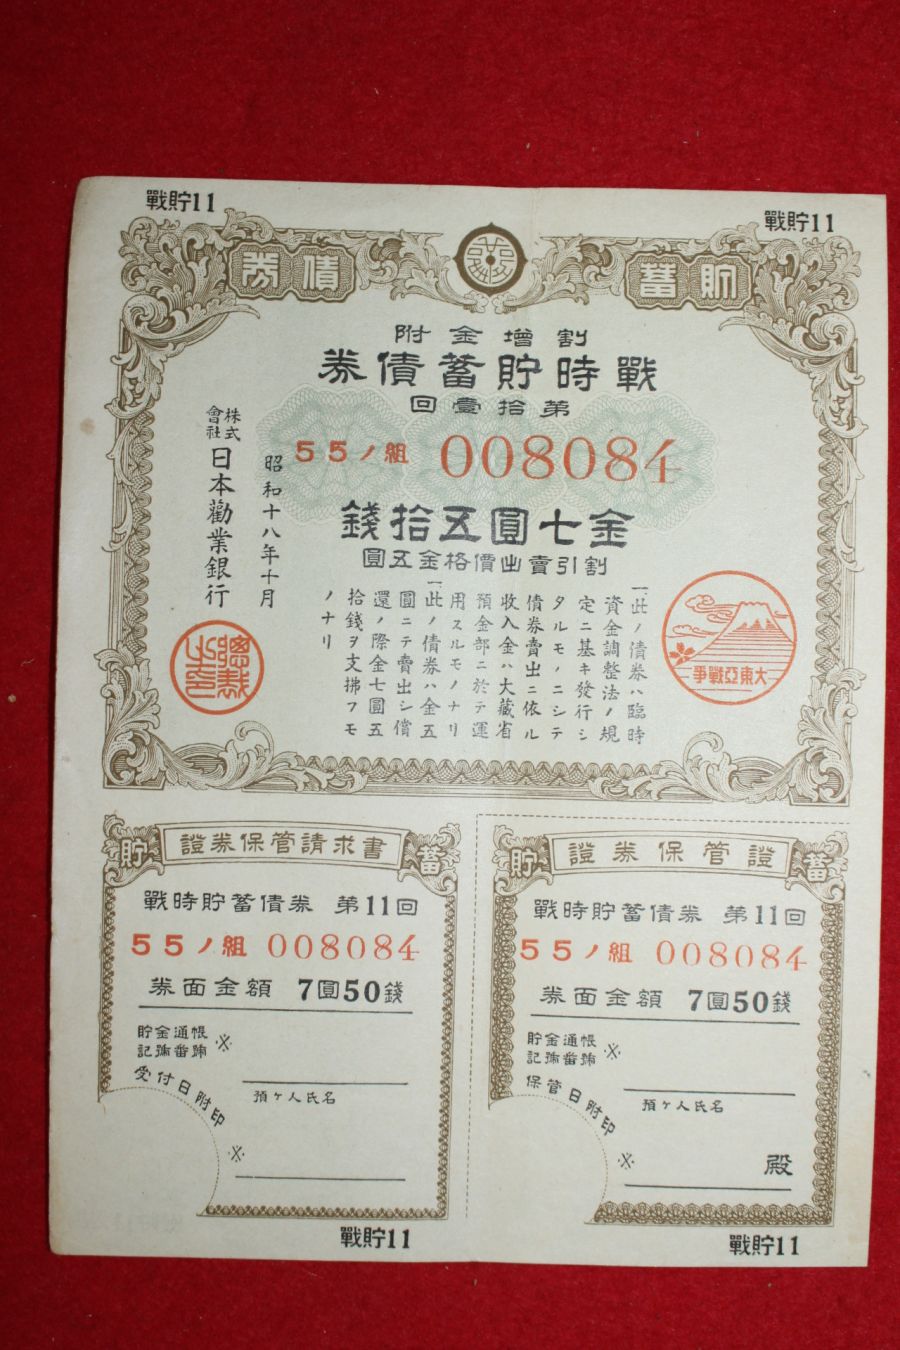 戰貯11
戰貯11
貯蓄
債券
割增金附
戰時貯蓄債券
第拾壹回
55ノ組 008084
金七圓五拾錢
割引賣出價格金五圓
一、此ノ債券ハ臨時
資金調整法ノ規
定ニ基キ發行シ
タルモノニシテ
債券賣出ニ依ル
收入金ハ大藏省
預金部ニ於テ運
用スルモノナリ
一、此ノ債券ハ金五
圓ニテ賣出シ償
還ノ際金七圓五
拾錢ヲ支拂フモ
ノナリ
昭和十八年十月
株式會社 日本勸業銀行
總裁之印
大東亞戰爭
貯蓄
證券保管請求書
戰時貯蓄債券 第11回
55ノ組 008084
券面金額 7圓50錢
貯金通帳
記號番號 ※
受付日附印
預ケ人氏名
※
戰貯11
貯蓄
證券保管證
戰時貯蓄債券 第11回
55ノ組 008084
券面金額 7圓50錢
貯金通帳
記號番號 ※
保管日附印
預ケ人氏名
※
殿
戰貯11